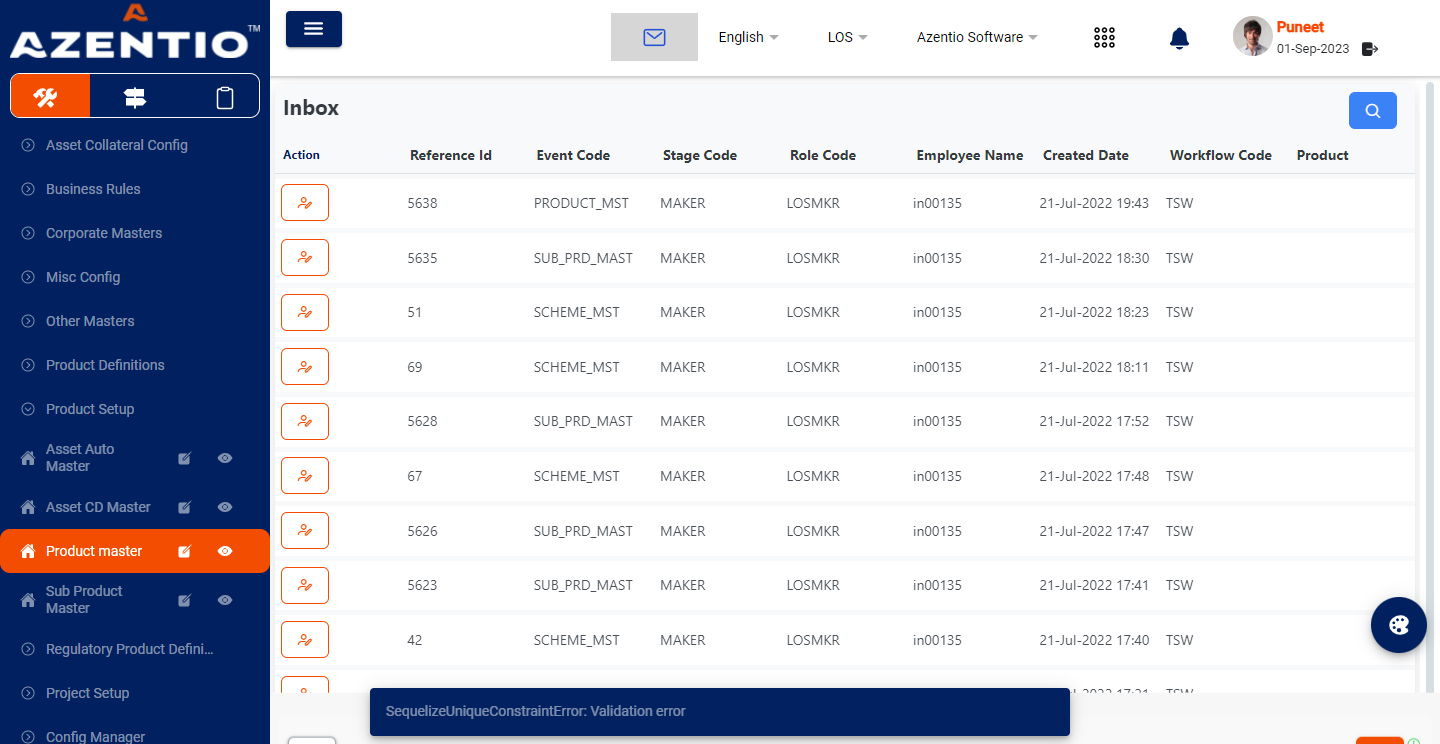 AZENTIO™
English
LOS
Azentio Software
Puneet
01-Sep-2023
Asset Collateral Config
Business Rules
Corporate Masters
Misc Config
Other Masters
Product Definitions
Product Setup
Asset Auto
Master
Asset CD Master
Product master
Sub Product
Master
Regulatory Product Defini...
Project Setup
Config Manager
Inbox
Action Reference Id Event Code Stage Code Role Code Employee Name Created Date Workflow Code Product
5638 PRODUCT_MST MAKER LOSMKR in00135 21-Jul-2022 19:43 TSW
5635 SUB_PRD_MAST MAKER LOSMKR in00135 21-Jul-2022 18:30 TSW
51 SCHEME_MST MAKER LOSMKR in00135 21-Jul-2022 18:23 TSW
69 SCHEME_MST MAKER LOSMKR in00135 21-Jul-2022 18:11 TSW
5628 SUB_PRD_MAST MAKER LOSMKR in00135 21-Jul-2022 17:52 TSW
67 SCHEME_MST MAKER LOSMKR in00135 21-Jul-2022 17:48 TSW
5626 SUB_PRD_MAST MAKER LOSMKR in00135 21-Jul-2022 17:47 TSW
5623 SUB_PRD_MAST MAKER LOSMKR in00135 21-Jul-2022 17:41 TSW
42 SCHEME_MST MAKER LOSMKR in00135 21-Jul-2022 17:40 TSW
SequelizeUniqueConstraintError: Validation error